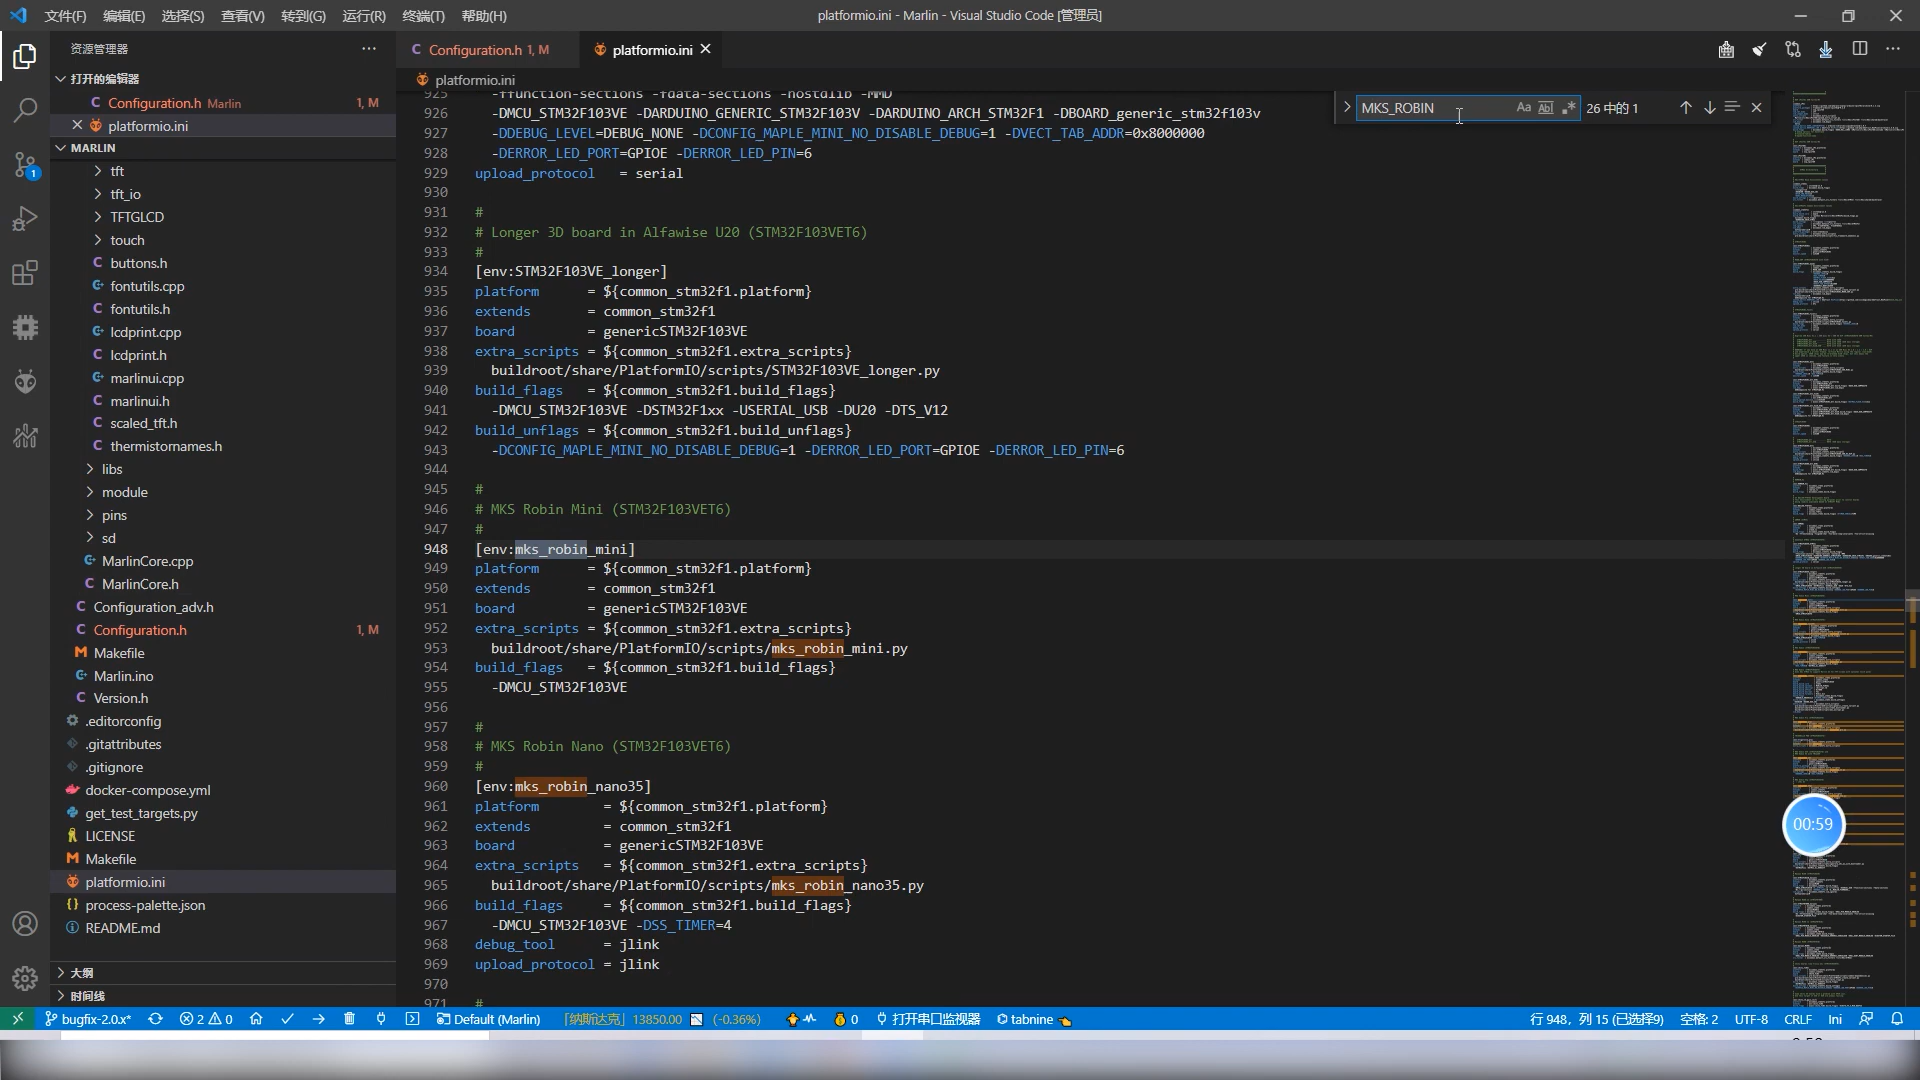 文件(F) 编辑(E) 选择(S) 查看(V) 转到(G) 运行(R) 终端(T) 帮助(H)
platformio.ini - Marlin - Visual Studio Code [管理员]
资源管理器
Configuration.h 1, M
platformio.ini
打开的编辑器
Configuration.h Marlin 1, M
platformio.ini
MARLIN
tft
tft_io
TFTGLCD
touch
buttons.h
fontutils.cpp
fontutils.h
lcdprint.cpp
lcdprint.h
marlinui.cpp
marlinui.h
scaled_tft.h
thermistornames.h
libs
module
pins
sd
MarlinCore.cpp
MarlinCore.h
Configuration_adv.h
Configuration.h 1, M
Makefile
Marlin.ino
Version.h
.editorconfig
.gitattributes
.gitignore
docker-compose.yml
get_test_targets.py
LICENSE
Makefile
platformio.ini
process-palette.json
README.md
大纲
时间线
platformio.ini
MKS_ROBIN
26 中的 1
925 -ffunction-sections -fdata-sections -nostdlib -MMD
926 -DMCU_STM32F103VE -DARDUINO_GENERIC_STM32F103V -DARDUINO_ARCH_STM32F1 -DBOARD_generic_stm32f103v
927 -DDEBUG_LEVEL=DEBUG_NONE -DCONFIG_MAPLE_MINI_NO_DISABLE_DEBUG=1 -DVECT_TAB_ADDR=0x8000000
928 -DERROR_LED_PORT=GPIOE -DERROR_LED_PIN=6
929 upload_protocol = serial
930
931 #
932 # Longer 3D board in Alfawise U20 (STM32F103VET6)
933 #
934 [env:STM32F103VE_longer]
935 platform = ${common_stm32f1.platform}
936 extends = common_stm32f1
937 board = genericSTM32F103VE
938 extra_scripts = ${common_stm32f1.extra_scripts}
939 buildroot/share/PlatformIO/scripts/STM32F103VE_longer.py
940 build_flags = ${common_stm32f1.build_flags}
941 -DMCU_STM32F103VE -DSTM32F1xx -USERIAL_USB -DU20 -DTS_V12
942 build_unflags = ${common_stm32f1.build_unflags}
943 -DCONFIG_MAPLE_MINI_NO_DISABLE_DEBUG=1 -DERROR_LED_PORT=GPIOE -DERROR_LED_PIN=6
944
945 #
946 # MKS Robin Mini (STM32F103VET6)
947 #
948 [env:mks_robin_mini]
949 platform = ${common_stm32f1.platform}
950 extends = common_stm32f1
951 board = genericSTM32F103VE
952 extra_scripts = ${common_stm32f1.extra_scripts}
953 buildroot/share/PlatformIO/scripts/mks_robin_mini.py
954 build_flags = ${common_stm32f1.build_flags}
955 -DMCU_STM32F103VE
956
957 #
958 # MKS Robin Nano (STM32F103VET6)
959 #
960 [env:mks_robin_nano35]
961 platform = ${common_stm32f1.platform}
962 extends = common_stm32f1
963 board = genericSTM32F103VE
964 extra_scripts = ${common_stm32f1.extra_scripts}
965 buildroot/share/PlatformIO/scripts/mks_robin_nano35.py
966 build_flags = ${common_stm32f1.build_flags}
967 -DMCU_STM32F103VE -DSS_TIMER=4
968 debug_tool = jlink
969 upload_protocol = jlink
970
971 #
00:59
bugfix-2.0.x* 2 0 Default (Marlin) 「纳斯达克」13850.00 (-0.36%) 0 打开串口监视器 tabnine 行 948，列 15 (已选择9) 空格: 2 UTF-8 CRLF Ini